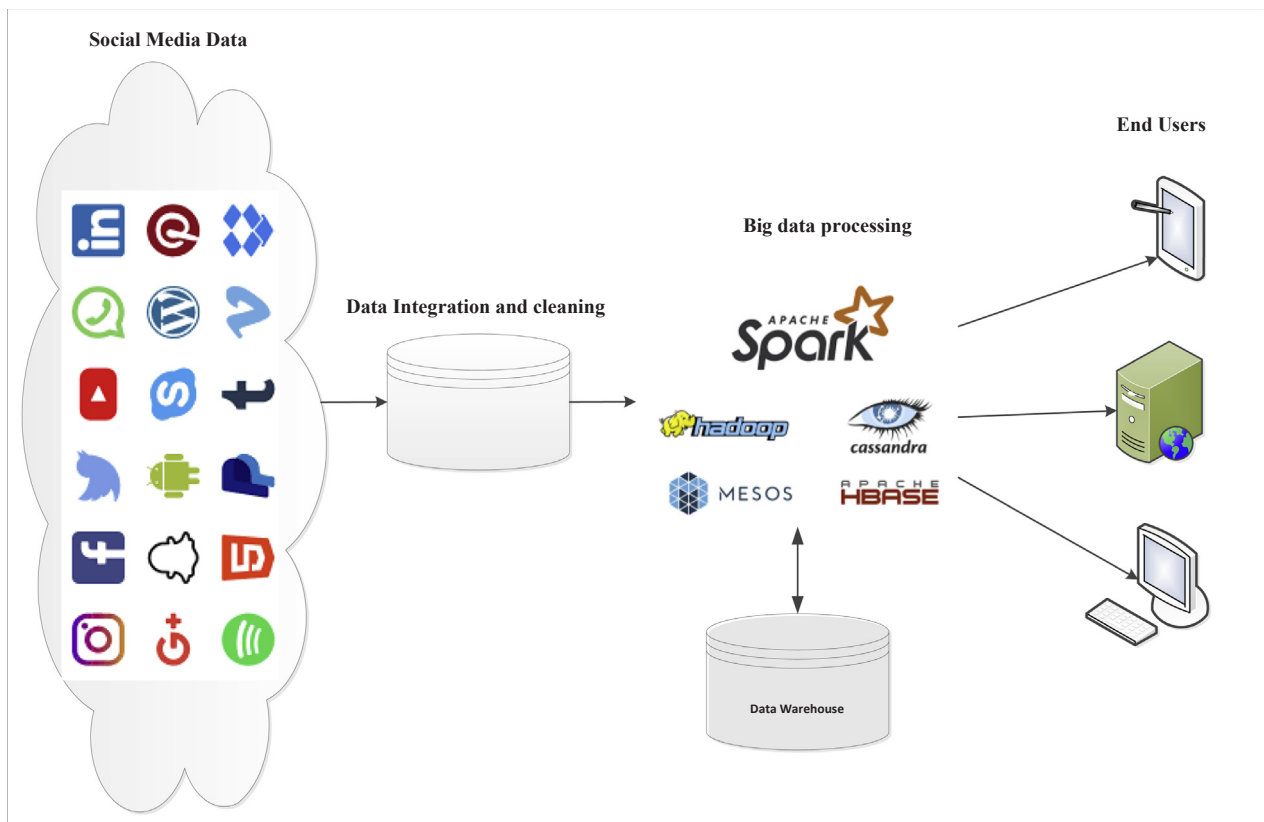 Social Media Data
End Users
Big data processing
Data Integration and cleaning
APACHE
Spark
hadoop
cassandra
MESOS
APACHE
HBASE
Data Warehouse